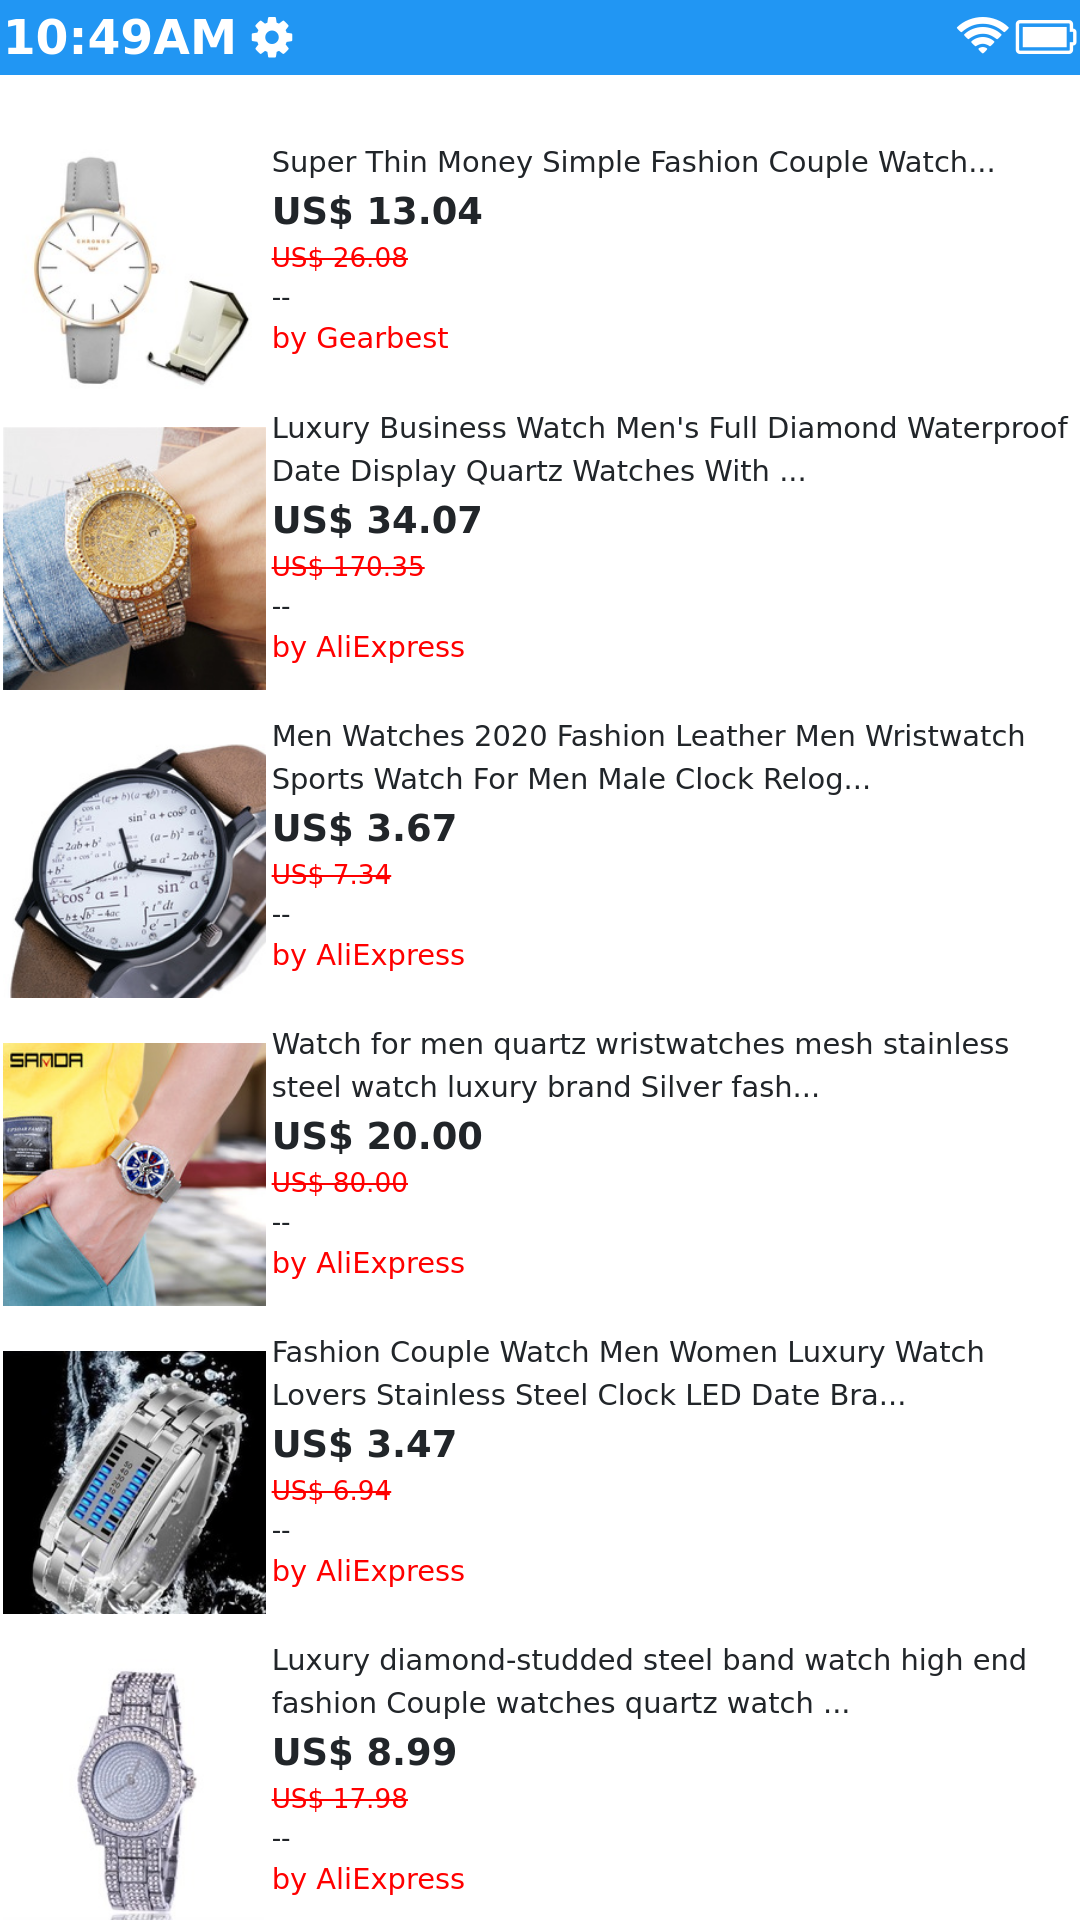 10:49AM
Super Thin Money Simple Fashion Couple Watch...
US$ 13.04
US$ 26.08
--
by Gearbest
CHRONOS
Luxury Business Watch Men's Full Diamond Waterproof
Date Display Quartz Watches With ...
US$ 34.07
US$ 170.35
--
by AliExpress
Men Watches 2020 Fashion Leather Men Wristwatch
Sports Watch For Men Male Clock Relog...
US$ 3.67
US$ 7.34
--
by AliExpress
Watch for men quartz wristwatches mesh stainless
steel watch luxury brand Silver fash...
US$ 20.00
US$ 80.00
--
by AliExpress
SANDA
Fashion Couple Watch Men Women Luxury Watch
Lovers Stainless Steel Clock LED Date Bra...
US$ 3.47
US$ 6.94
--
by AliExpress
Luxury diamond-studded steel band watch high end
fashion Couple watches quartz watch ...
US$ 8.99
US$ 17.98
--
by AliExpress